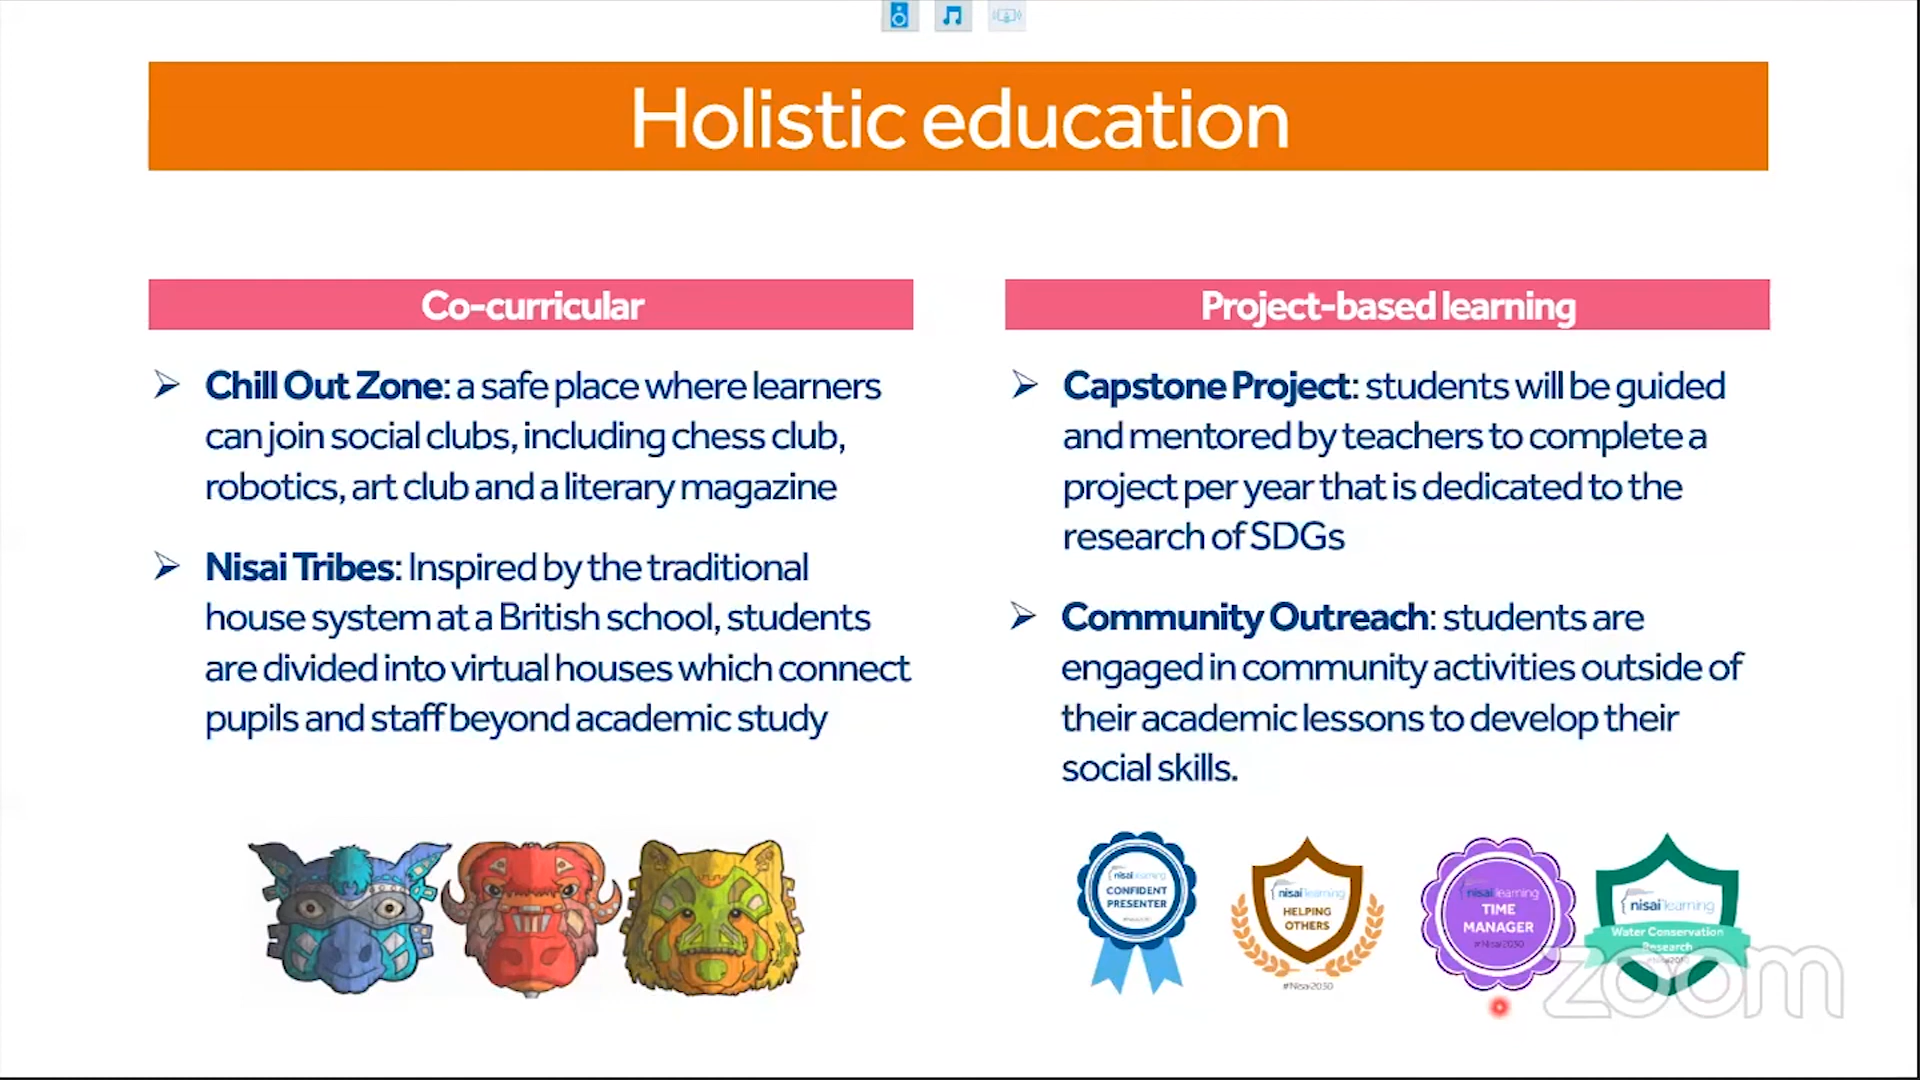 Holistic education
Co-curricular
Chill Out Zone: a safe place where learners
can join social clubs, including chess club,
robotics, art club and a literary magazine
Nisai Tribes: Inspired by the traditional
house system at a British school, students
are divided into virtual houses which connect
pupils and staff beyond academic study
Project-based learning
Capstone Project: students will be guided
and mentored by teachers to complete a
project per year that is dedicated to the
research of SDGs
Community Outreach: students are
engaged in community activities outside of
their academic lessons to develop their
social skills.
nisai learning
CONFIDENT
PRESENTER
nisai learning
HELPING
OTHERS
#Nisai2030
nisai learning
TIME
MANAGER
#Nisai2030
nisai learning
Water Conservation
Research
zoom